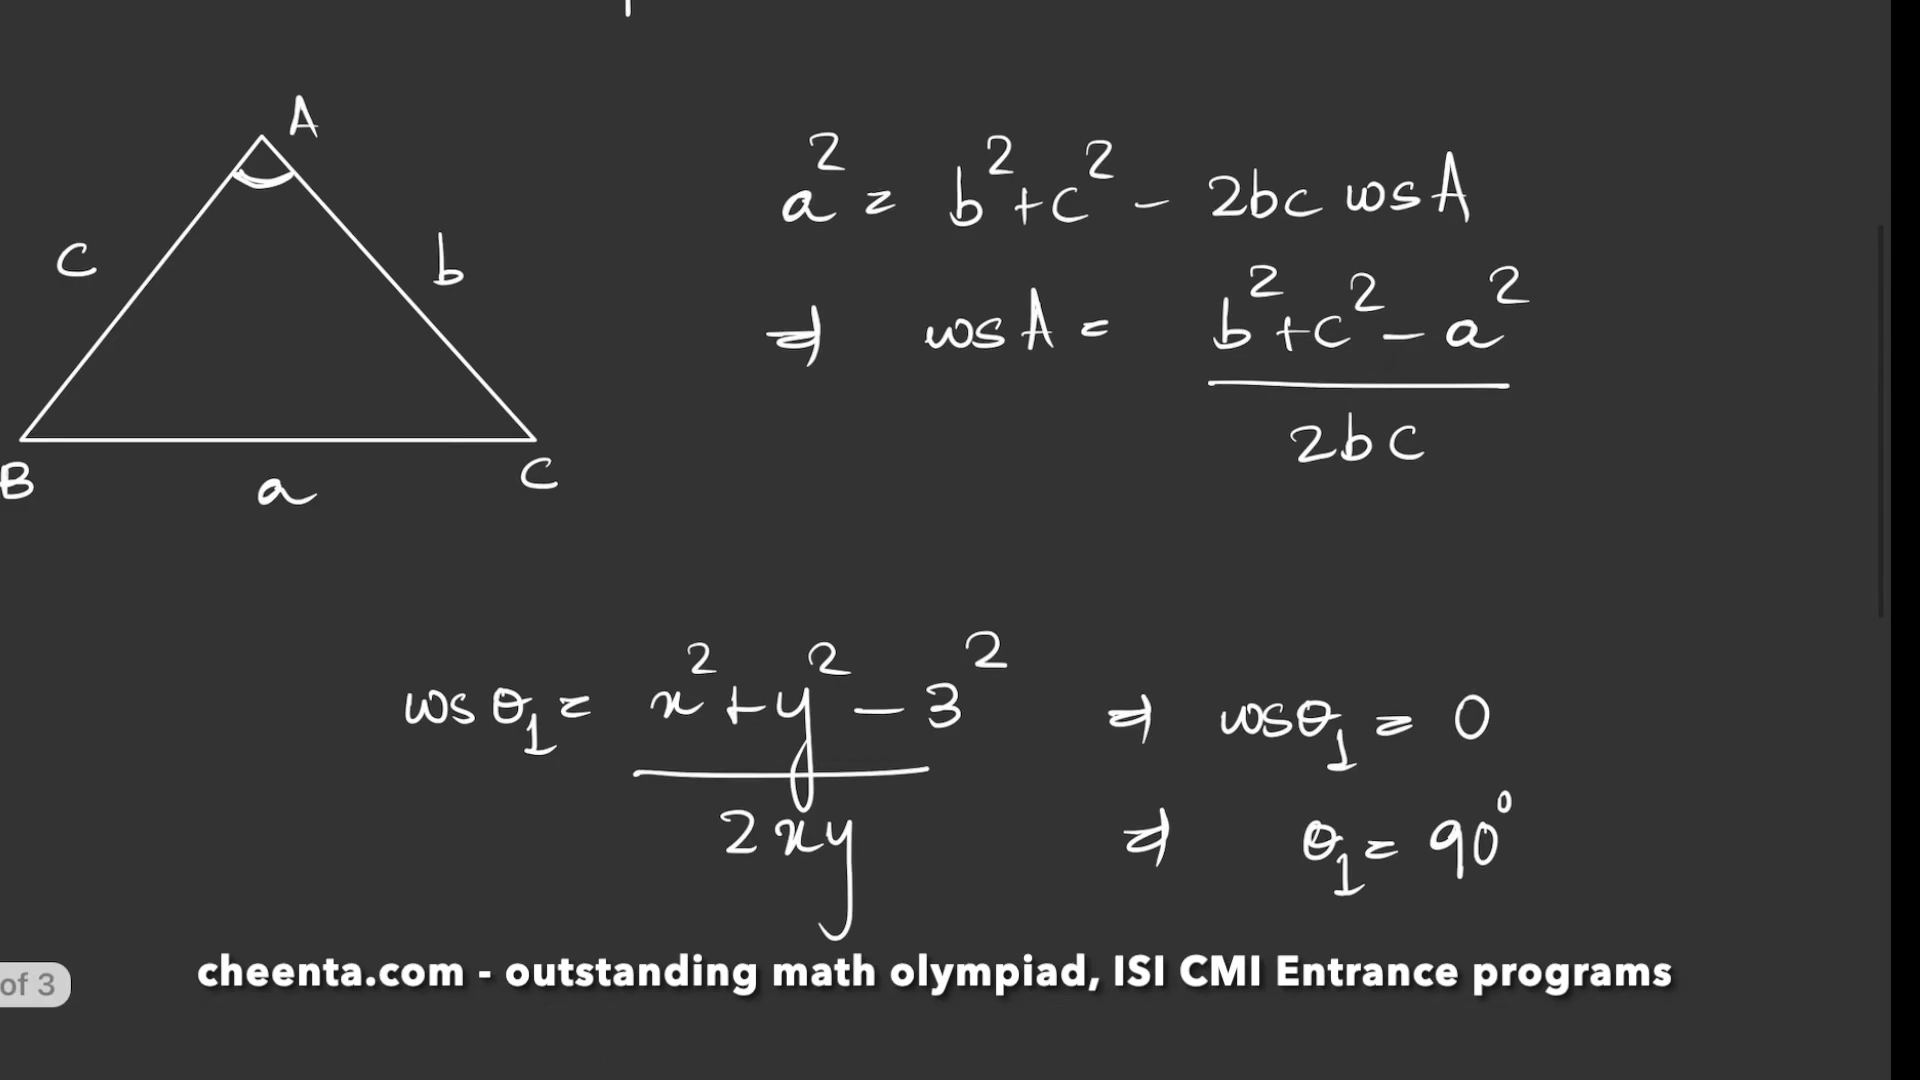 A
a² = b² + c² - 2bc cos A
c
b
⇒ cos A = (b² + c² - a²) / 2bc
B
a
C
cos θ₁ = (x² + y² - 3²) / 2xy ⇒ cos θ₁ = 0
⇒ θ₁ = 90°
cheenta.com - outstanding math olympiad, ISI CMI Entrance programs
of 3